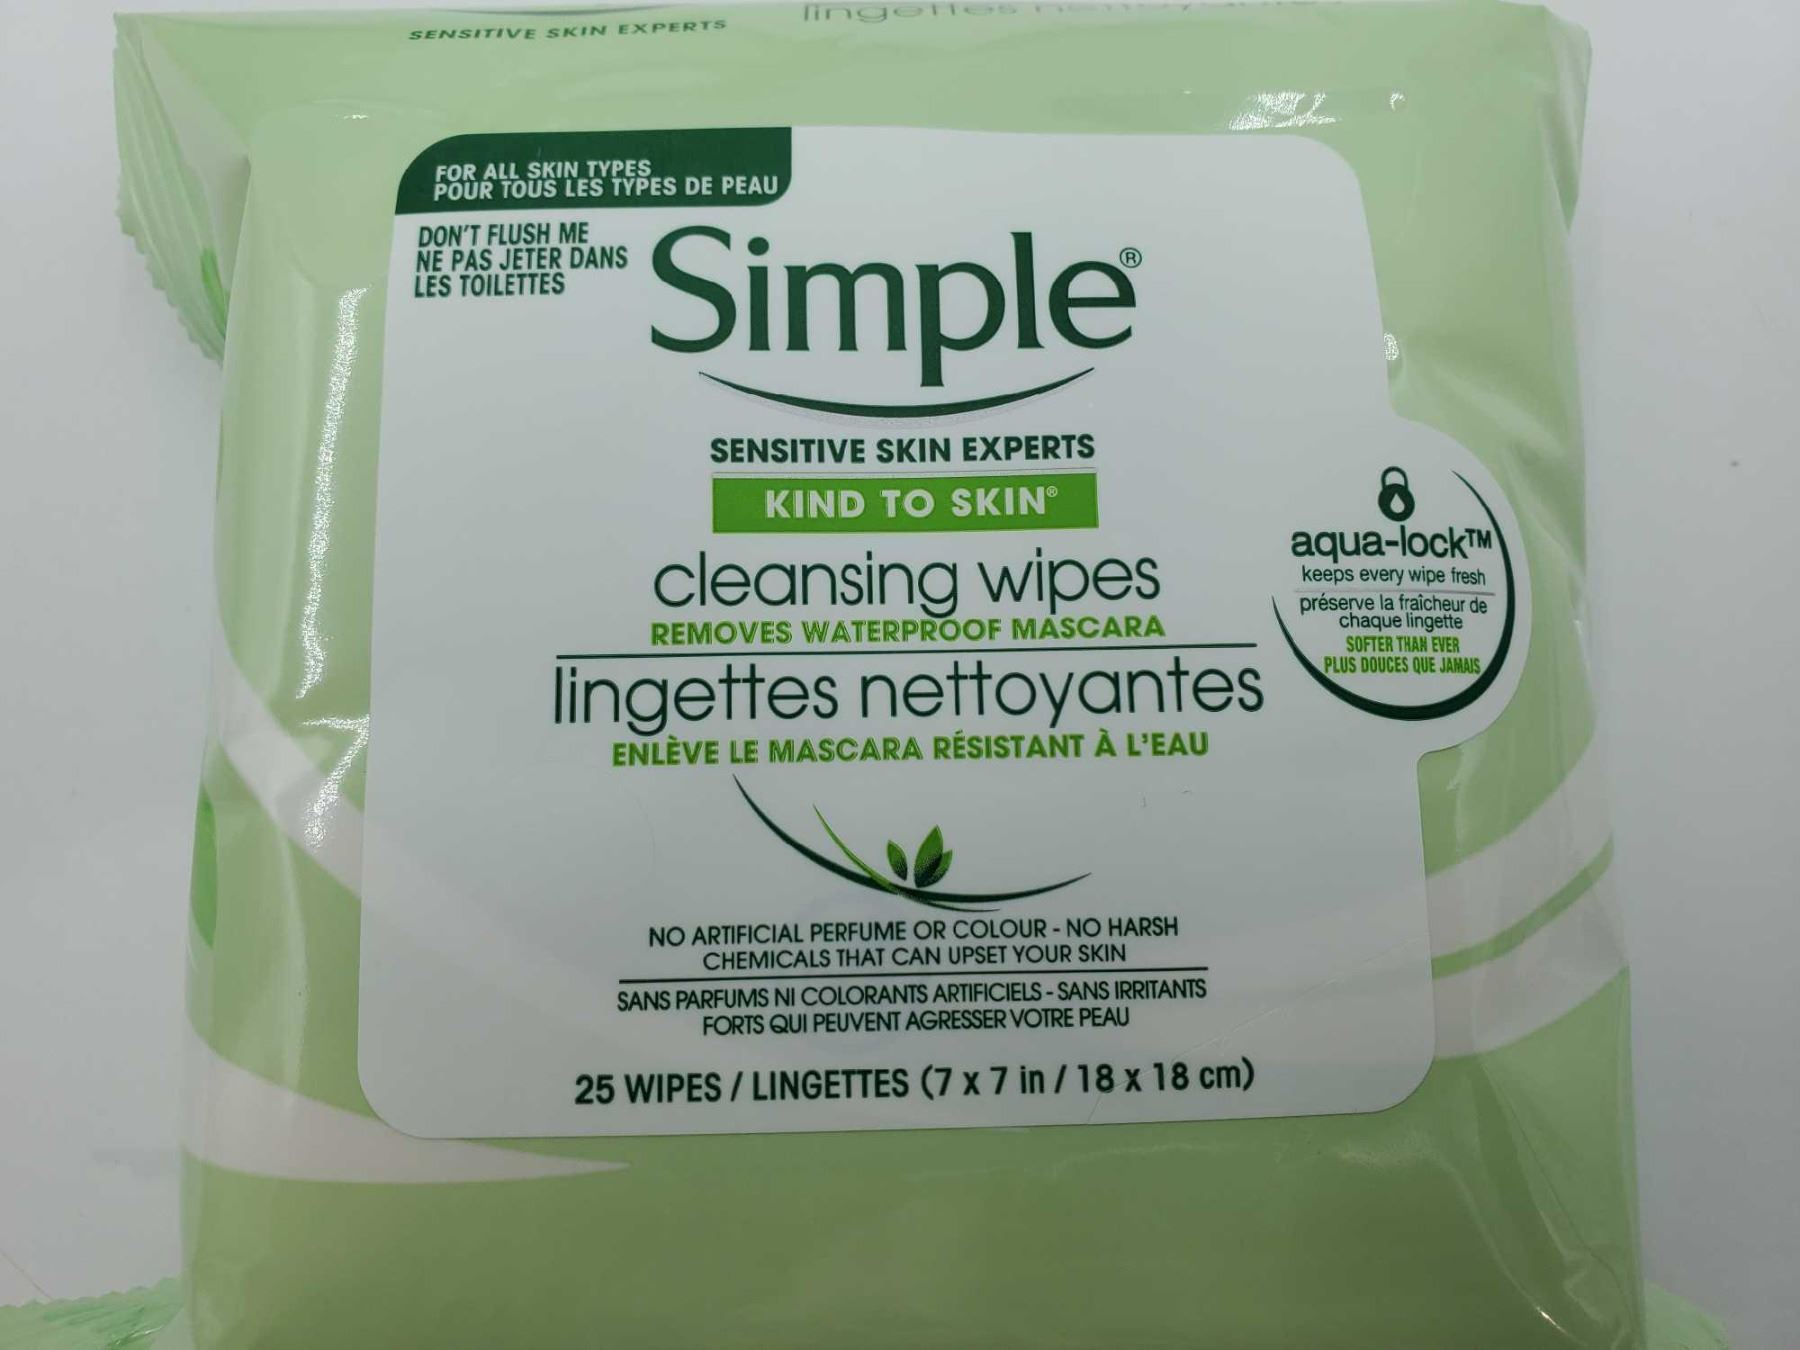 SENSITIVE SKIN EXPERTS
lingettes nettoyantes
FOR ALL SKIN TYPES
POUR TOUS LES TYPES DE PEAU
DON'T FLUSH ME
NE PAS JETER DANS
LES TOILETTES
Simple®
SENSITIVE SKIN EXPERTS
KIND TO SKIN®
cleansing wipes
REMOVES WATERPROOF MASCARA
lingettes nettoyantes
ENLÈVE LE MASCARA RÉSISTANT À L'EAU
aqua-lock™
keeps every wipe fresh
préserve la fraîcheur de
chaque lingette
SOFTER THAN EVER
PLUS DOUCES QUE JAMAIS
NO ARTIFICIAL PERFUME OR COLOUR - NO HARSH
CHEMICALS THAT CAN UPSET YOUR SKIN
SANS PARFUMS NI COLORANTS ARTIFICIELS - SANS IRRITANTS
FORTS QUI PEUVENT AGRESSER VOTRE PEAU
25 WIPES / LINGETTES (7 x 7 in / 18 x 18 cm)